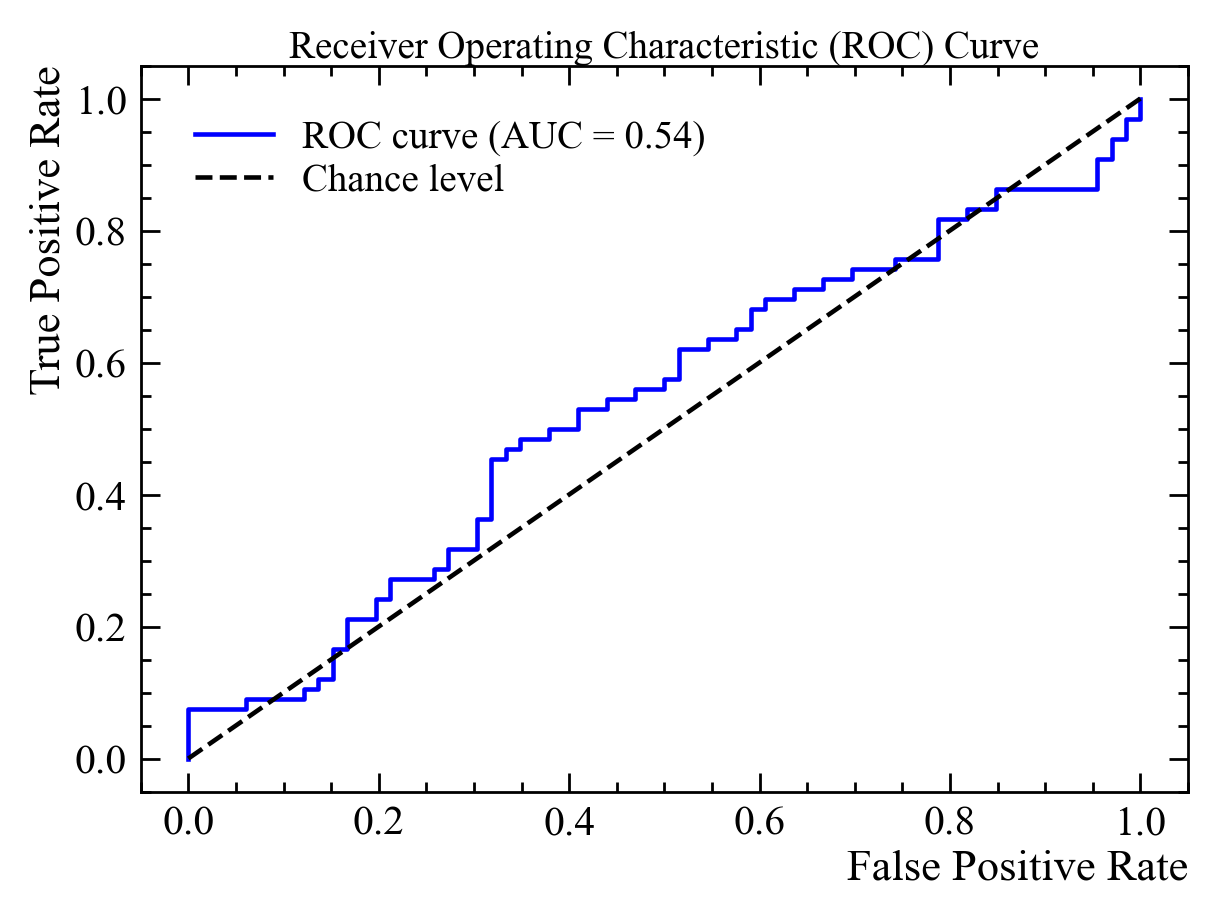 Receiver Operating Characteristic (ROC) Curve
True Positive Rate
1.0
0.8
0.6
0.4
0.2
0.0
ROC curve (AUC = 0.54)
Chance level
0.0 0.2 0.4 0.6 0.8 1.0
False Positive Rate